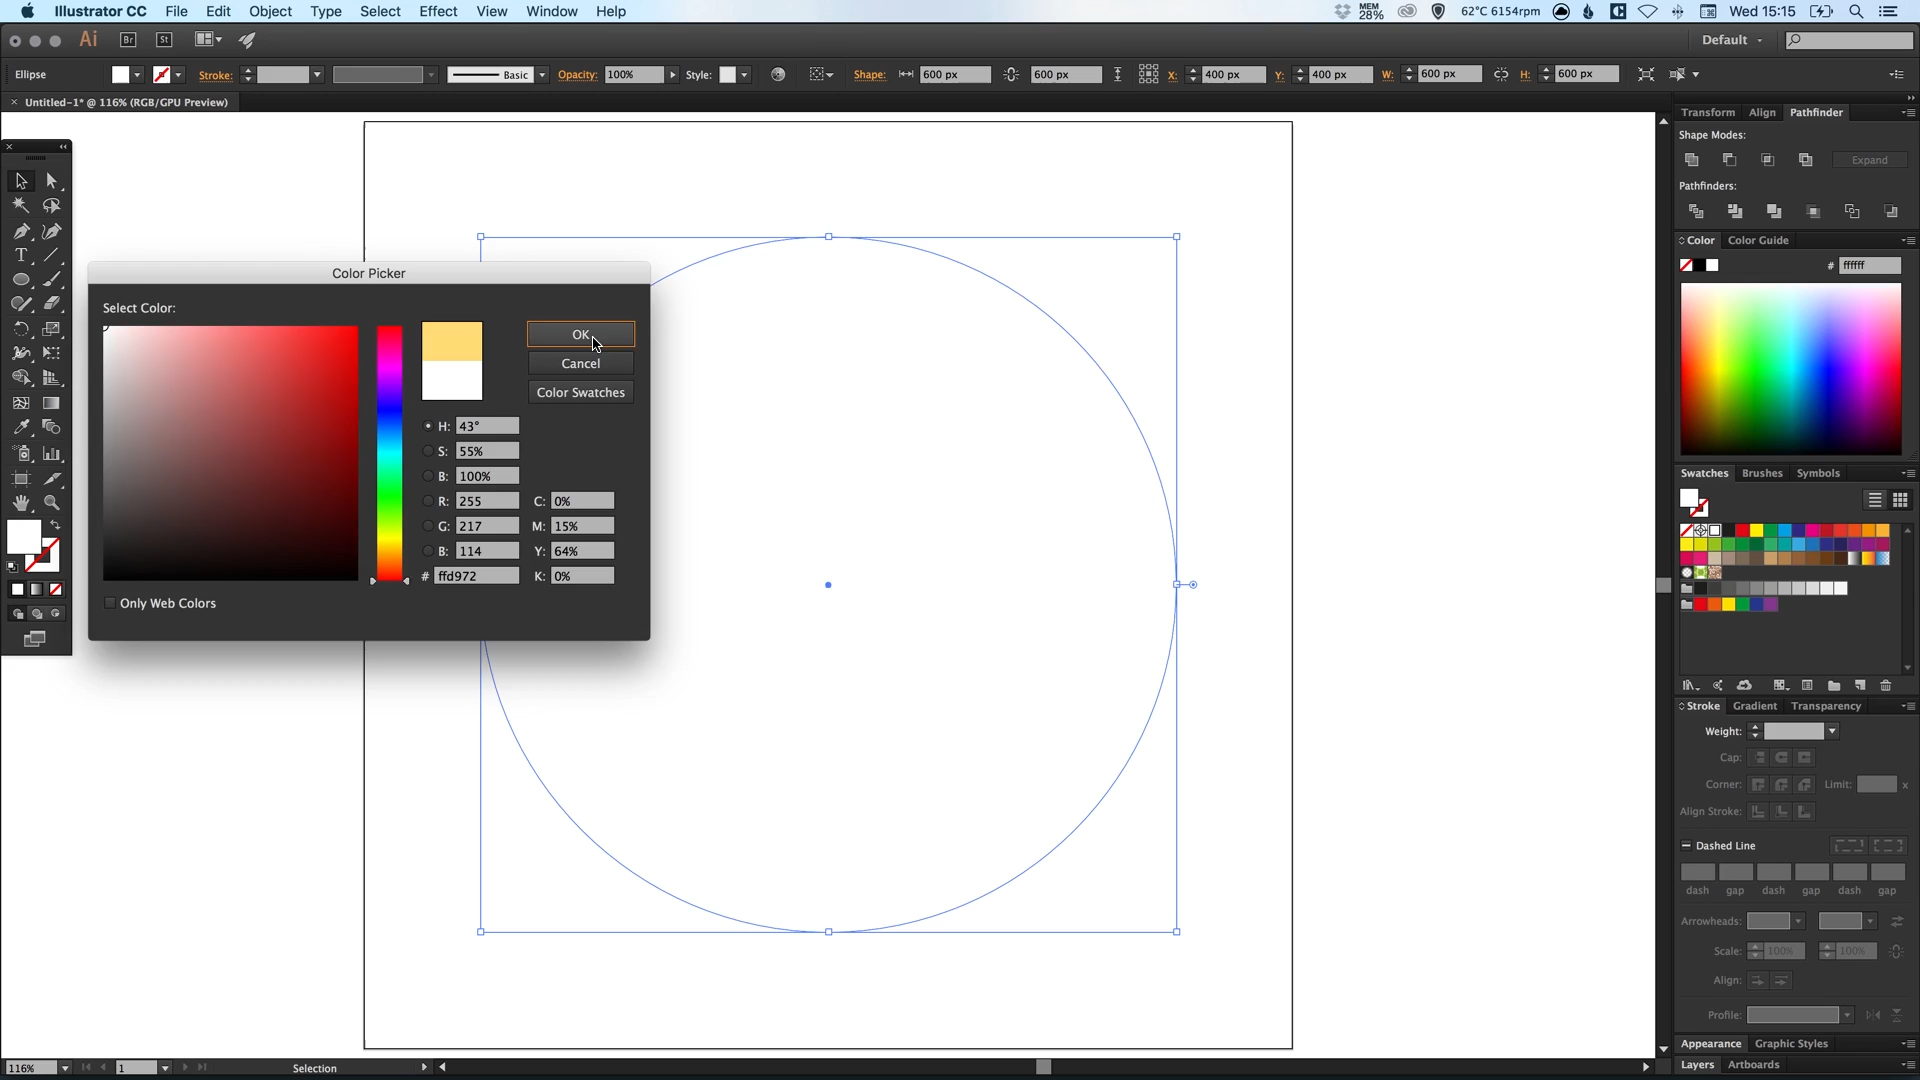 Illustrator CC File Edit Object Type Select Effect View Window Help MEM 28% 62°C 6154rpm Wed 15:15
Ai Br St Default
Ellipse Stroke: Basic Opacity: 100% Style: Shape: 600 px 600 px X: 400 px Y: 400 px W: 600 px H: 600 px
× Untitled-1* @ 116% (RGB/GPU Preview)
Transform Align Pathfinder
Shape Modes:
Expand
Pathfinders:
Color Color Guide
# ffffff
Color Picker
Select Color:
OK
Cancel
Color Swatches
H: 43°
S: 55%
B: 100%
R: 255 C: 0%
G: 217 M: 15%
B: 114 Y: 64%
# ffd972 K: 0%
Only Web Colors
Swatches Brushes Symbols
Stroke Gradient Transparency
Weight:
Cap:
Corner: Limit: x
Align Stroke:
Dashed Line
dash gap dash gap dash gap
Arrowheads:
Scale: 100% 100%
Align:
Profile:
Appearance Graphic Styles
Layers Artboards
116% 1 Selection